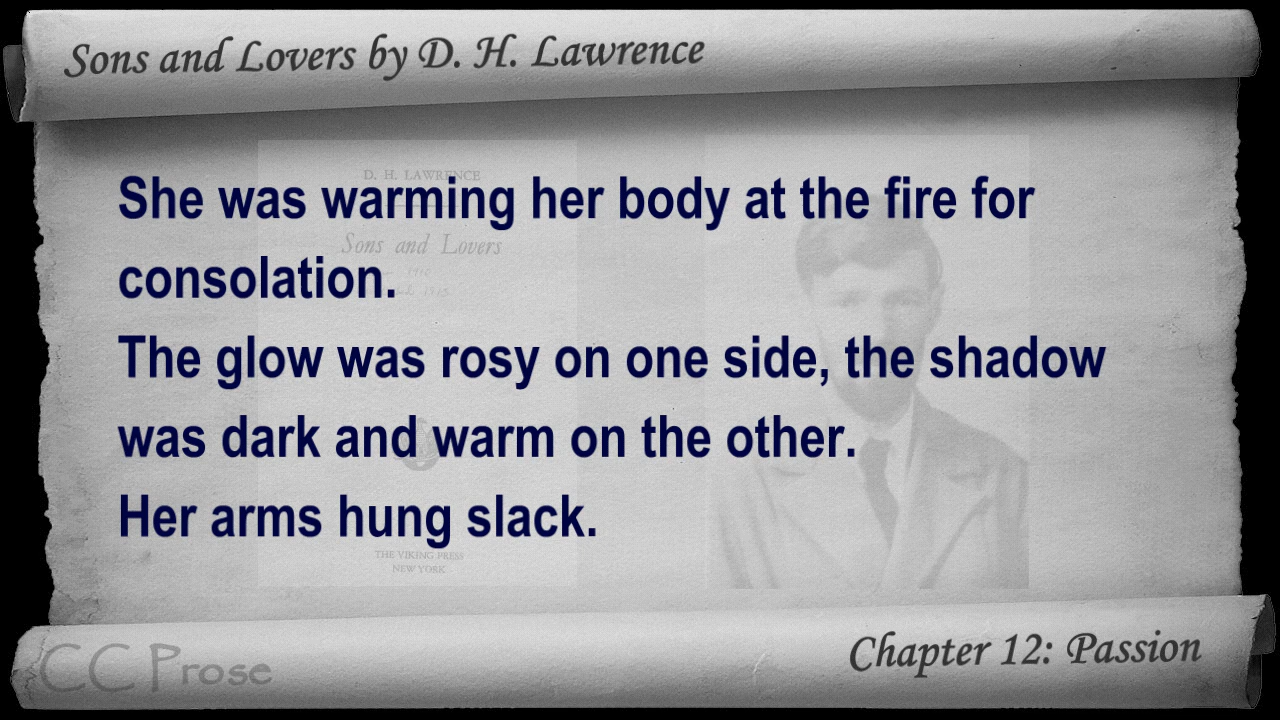 Sons and Lovers by D. H. Lawrence
D. H. LAWRENCE
She was warming her body at the fire for
Sons and Lovers
consolation.
The glow was rosy on one side, the shadow
was dark and warm on the other.
Her arms hung slack.
THE VIKING PRESS
NEW YORK
CC Prose
Chapter 12: Passion